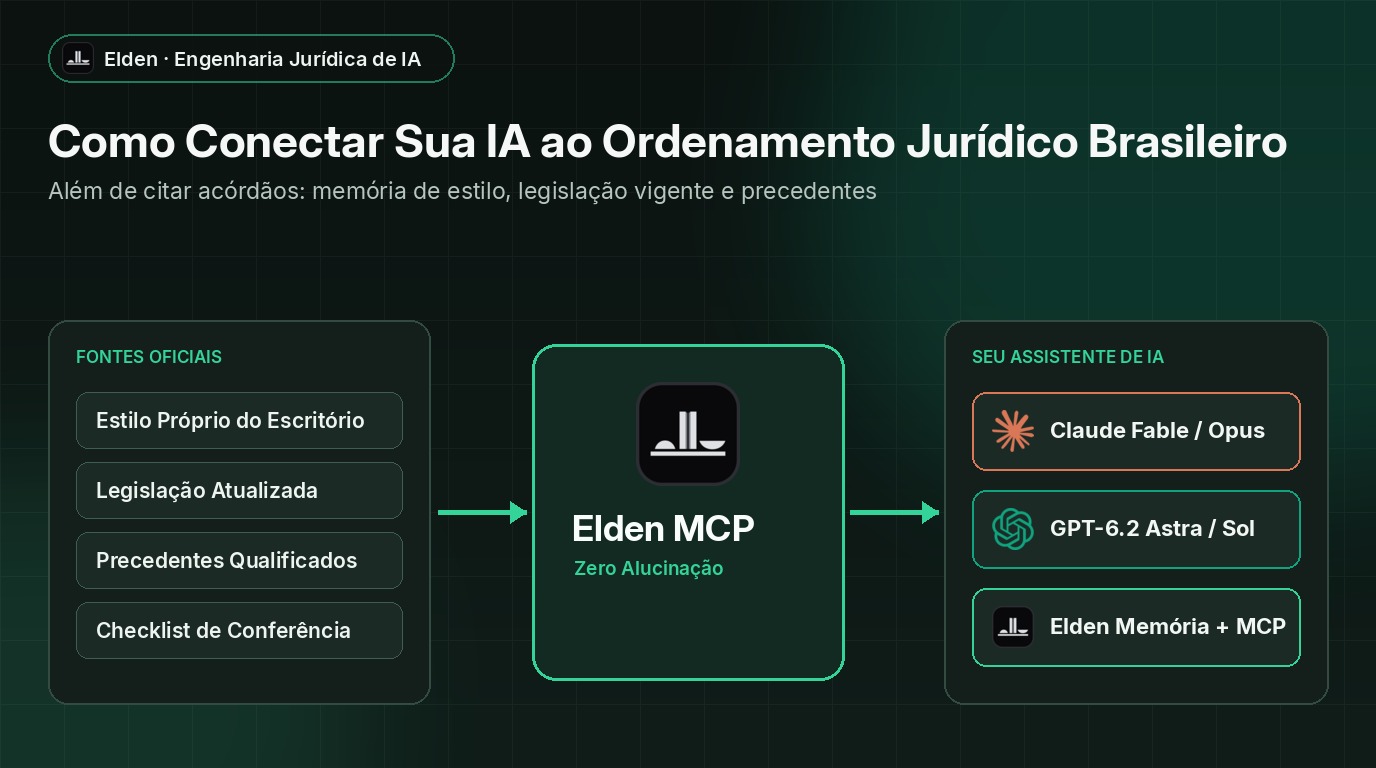 Elden · Engenharia Jurídica de IA
Como Conectar Sua IA ao Ordenamento Jurídico Brasileiro
Além de citar acórdãos: memória de estilo, legislação vigente e precedentes
FONTES OFICIAIS
Estilo Próprio do Escritório
Legislação Atualizada
Precedentes Qualificados
Checklist de Conferência
Elden MCP
Zero Alucinação
SEU ASSISTENTE DE IA
Claude Fable / Opus
GPT-6.2 Astra / Sol
Elden Memória + MCP